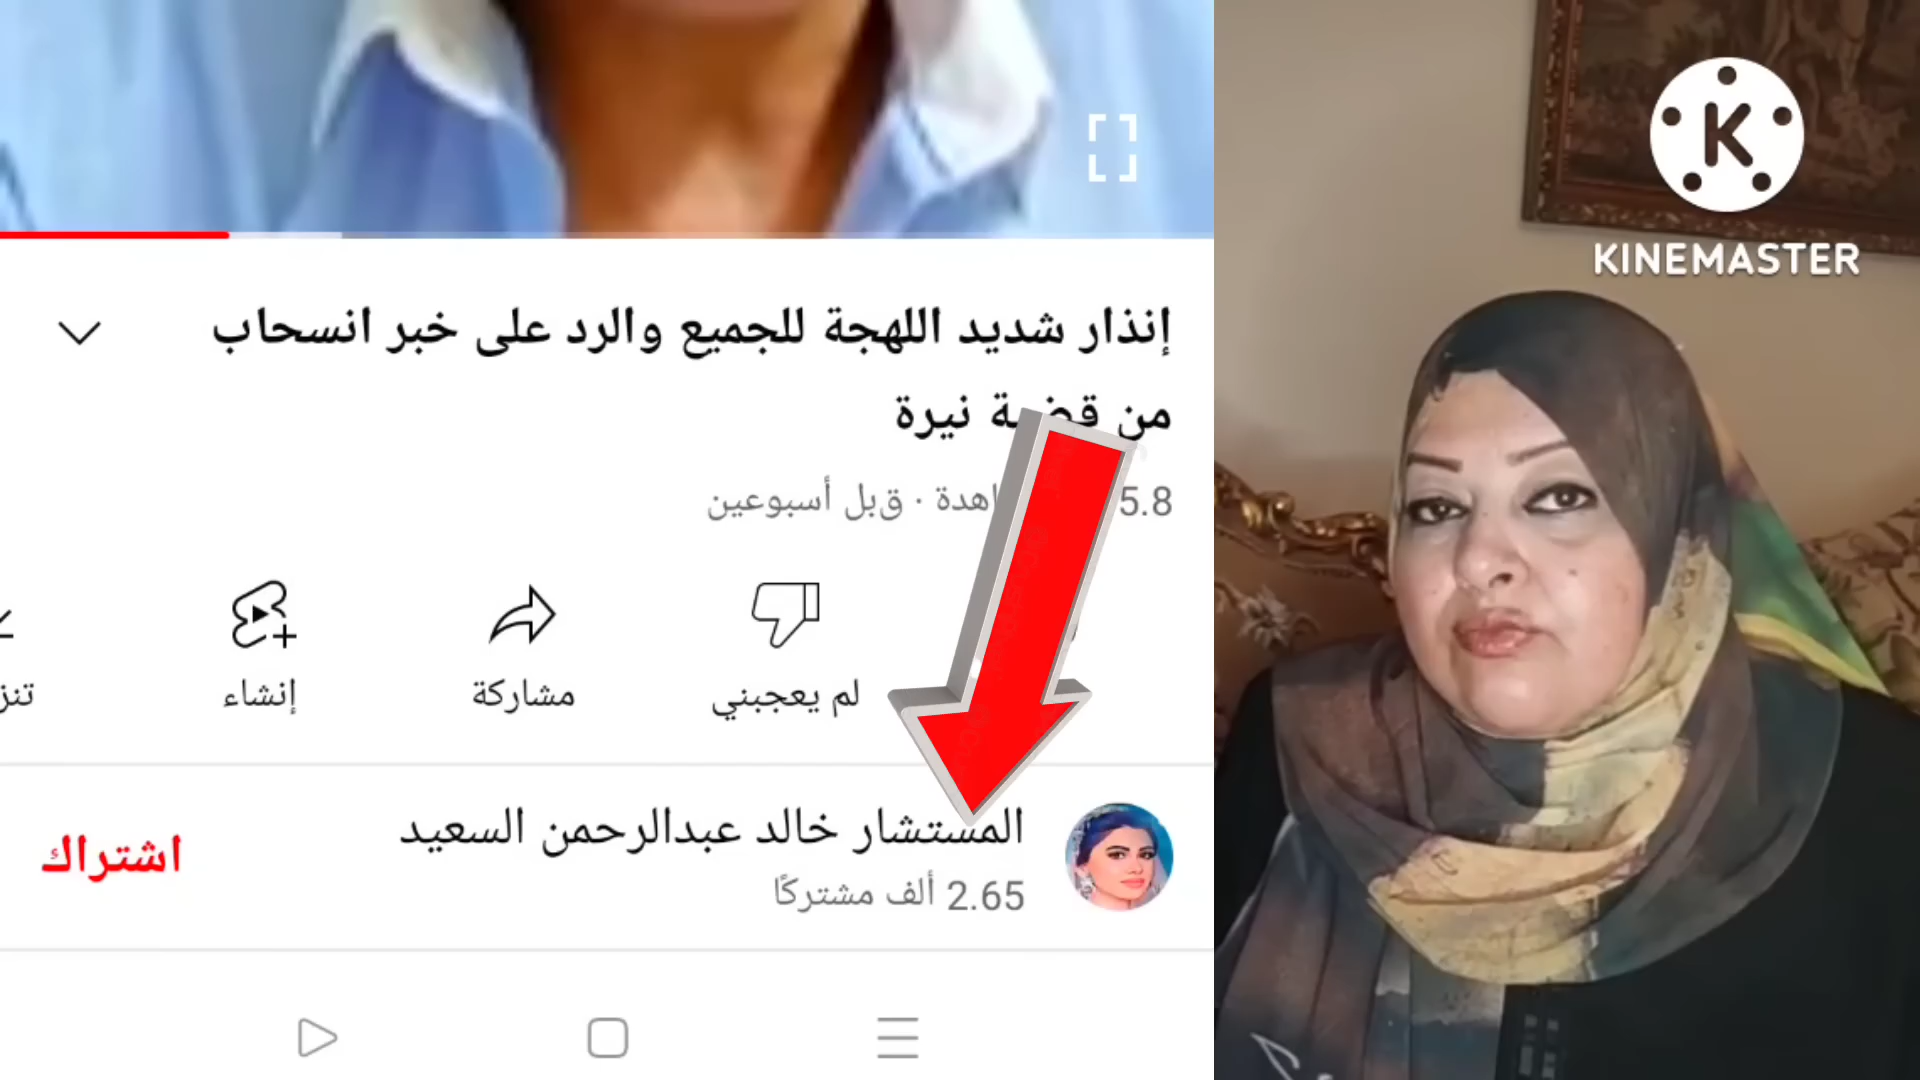 إنذار شديد اللهجة للجميع والرد على خبر انسحاب
من قضية نيرة
5.8 قبل أسبوعين
لم يعجبني
مشاركة
إنشاء
المستشار خالد عبدالرحمن السعيد
2.65 ألف مشتركًا
اشتراك
K
KINEMASTER